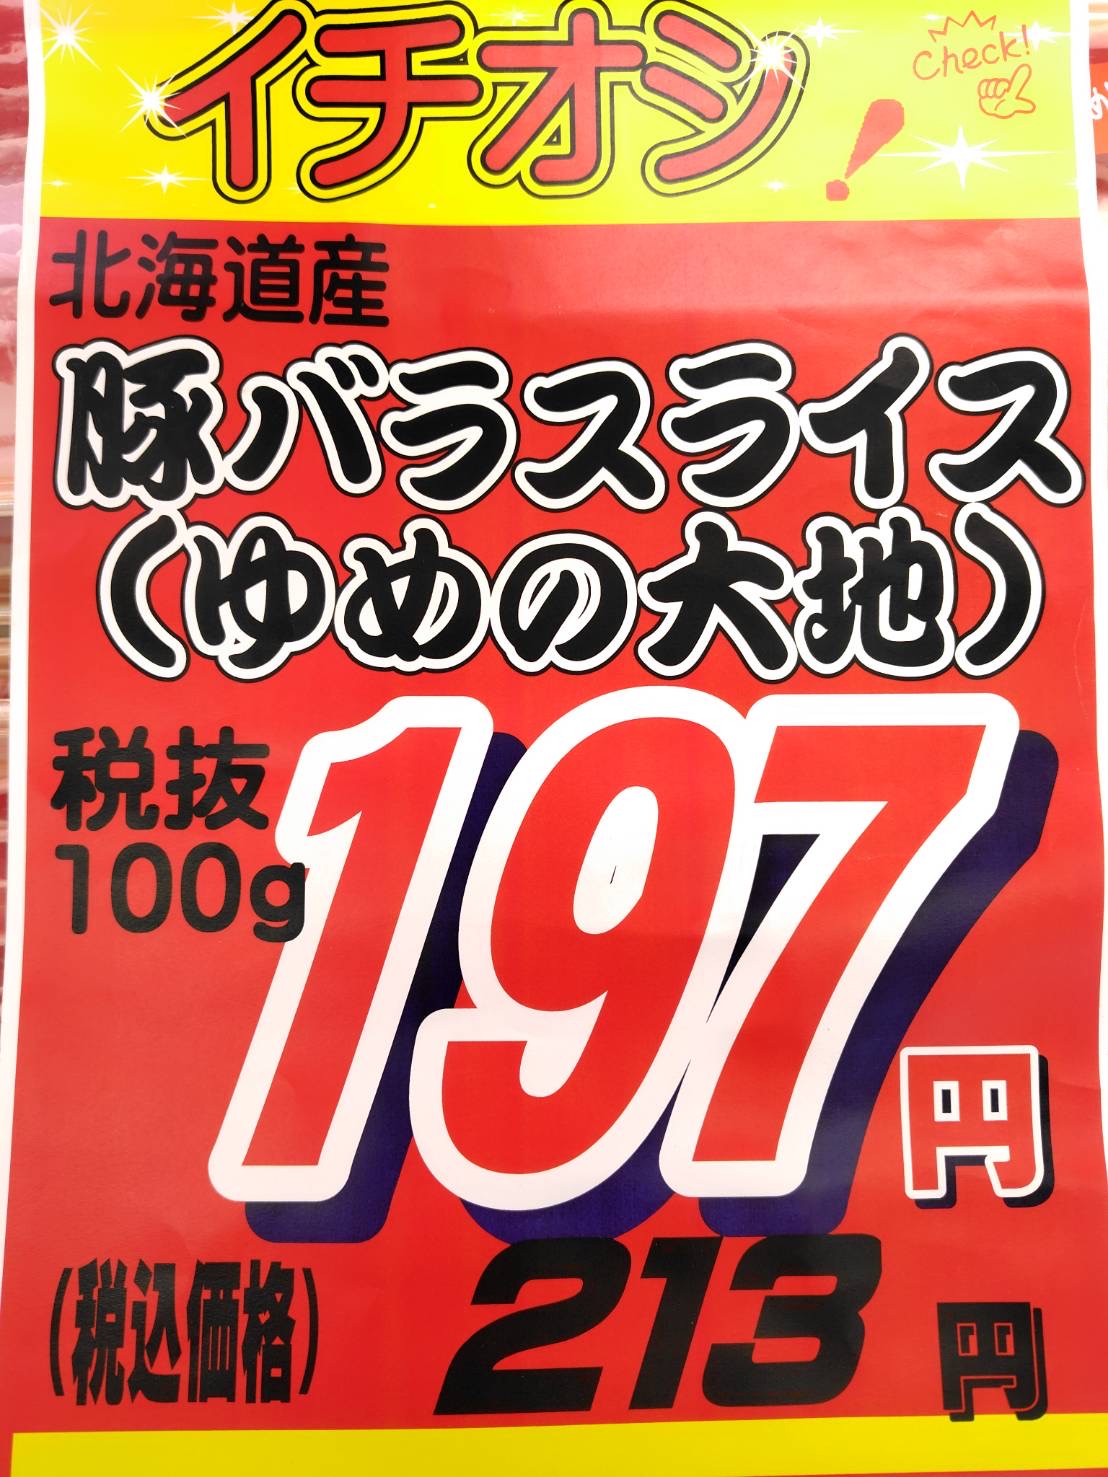 イチオシ!
Check!
北海道産
豚バラスライス
(ゆめの大地)
税抜
100g
197円
(税込価格) 213円